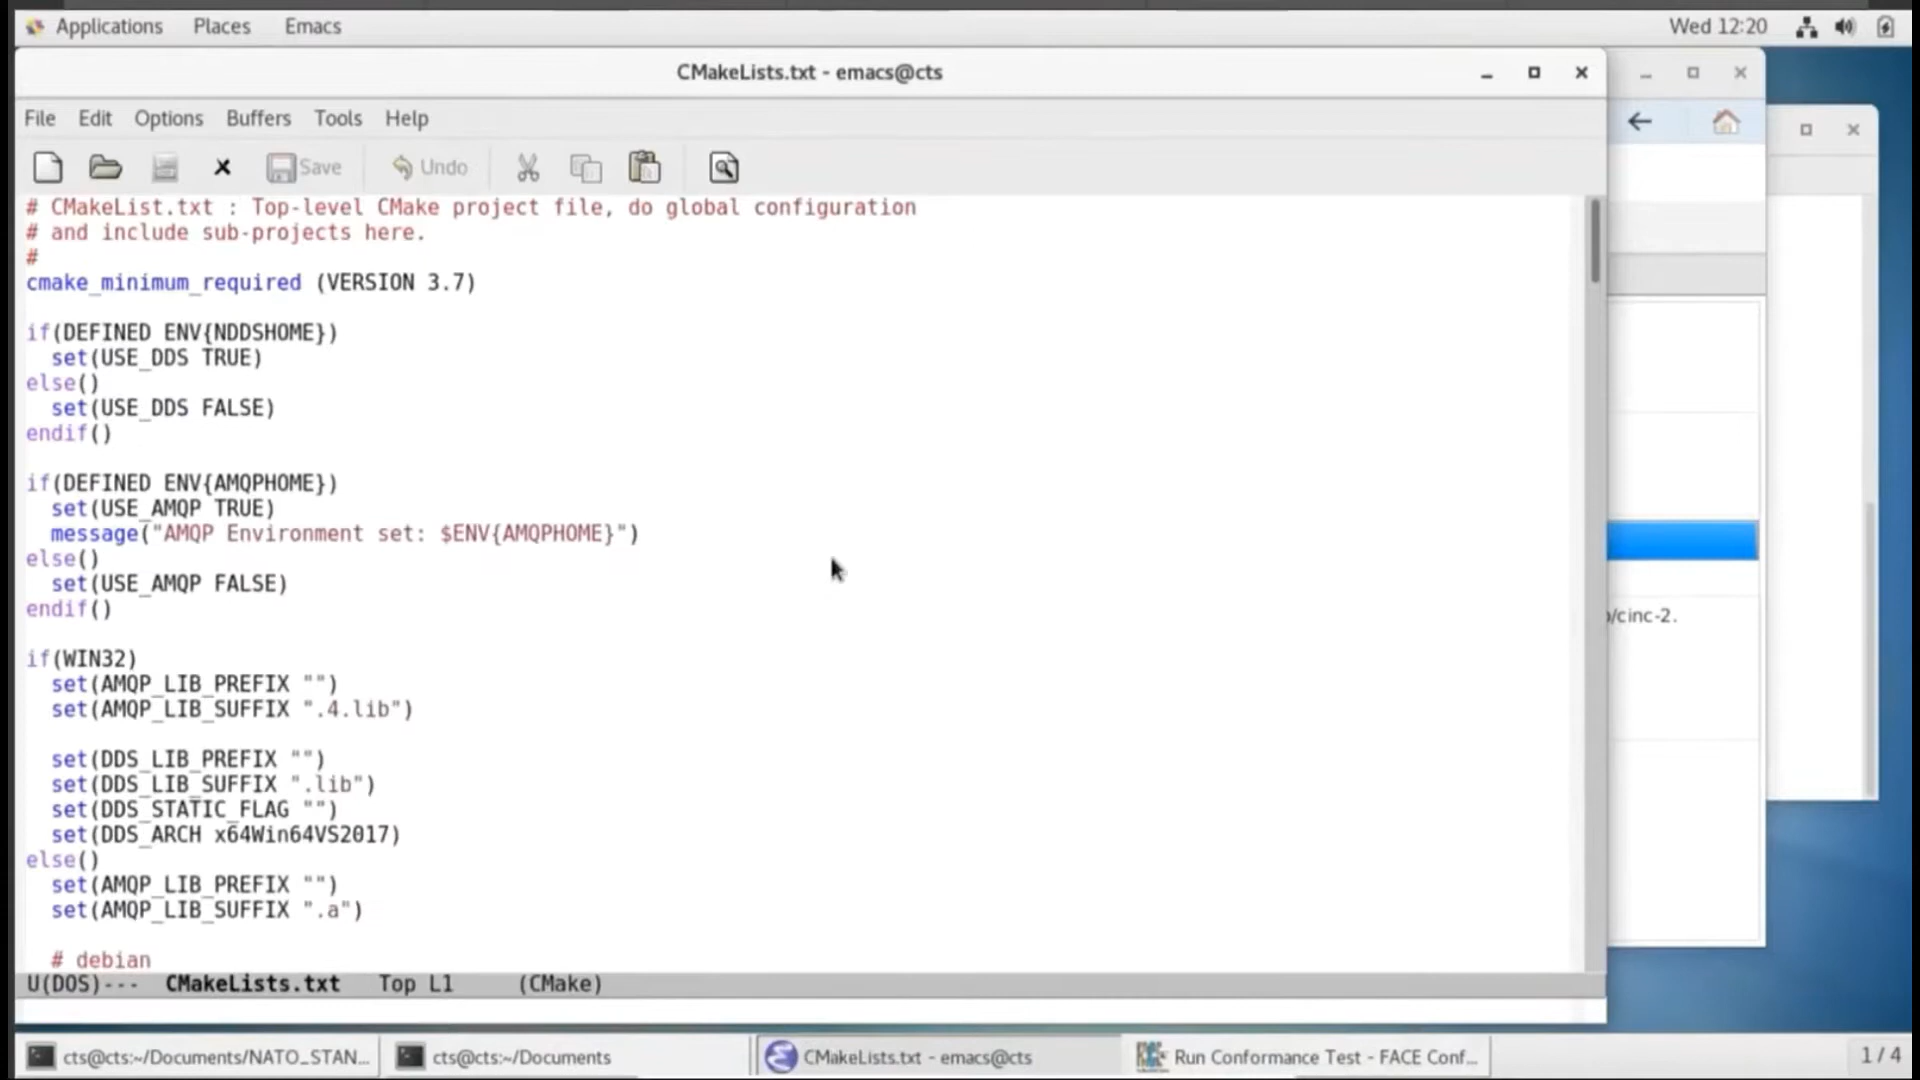 Applications Places Emacs Wed 12:20
CMakeLists.txt - emacs@cts
File Edit Options Buffers Tools Help
Save Undo
# CMakeList.txt : Top-level CMake project file, do global configuration
# and include sub-projects here.
#
cmake_minimum_required (VERSION 3.7)
if(DEFINED ENV{NDDSHOME})
  set(USE_DDS TRUE)
else()
  set(USE_DDS FALSE)
endif()
if(DEFINED ENV{AMQPHOME})
  set(USE_AMQP TRUE)
  message("AMQP Environment set: $ENV{AMQPHOME}")
else()
  set(USE_AMQP FALSE)
endif()
if(WIN32)
  set(AMQP_LIB_PREFIX "")
  set(AMQP_LIB_SUFFIX ".4.lib")
  set(DDS_LIB_PREFIX "")
  set(DDS_LIB_SUFFIX ".lib")
  set(DDS_STATIC_FLAG "")
  set(DDS_ARCH x64Win64VS2017)
else()
  set(AMQP_LIB_PREFIX "")
  set(AMQP_LIB_SUFFIX ".a")
  # debian
/cinc-2.
U(DOS)--- CMakeLists.txt Top L1 (CMake)
cts@cts:~/Documents/NATO_STAN... cts@cts:~/Documents CMakeLists.txt - emacs@cts Run Conformance Test - FACE Conf... 1 / 4